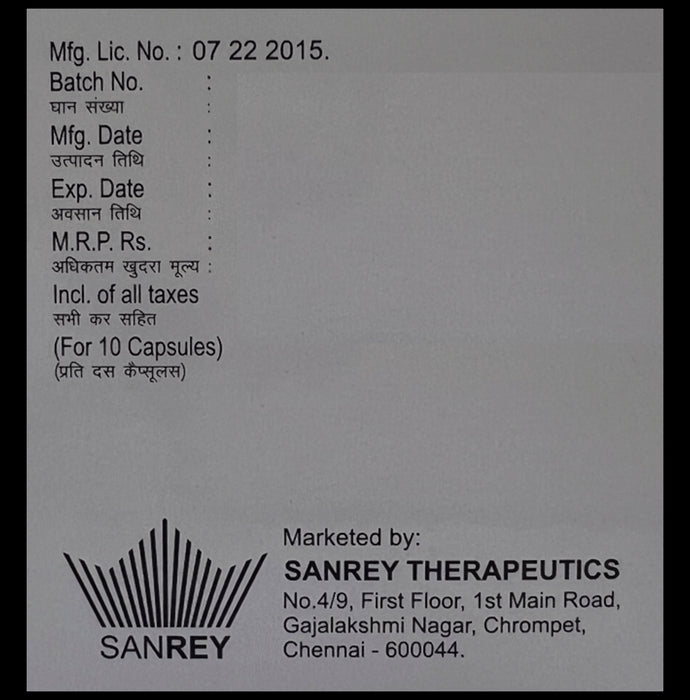 Mfg. Lic. No. : 07 22 2015.
Batch No. :
घान संख्या :
Mfg. Date :
उत्पादन तिथि :
Exp. Date :
अवसान तिथि :
M.R.P. Rs. :
अधिकतम खुदरा मूल्य :
Incl. of all taxes
सभी कर सहित
(For 10 Capsules)
(प्रति दस कैप्सूलस)
SANREY
Marketed by:
SANREY THERAPEUTICS
No.4/9, First Floor, 1st Main Road,
Gajalakshmi Nagar, Chrompet,
Chennai - 600044.